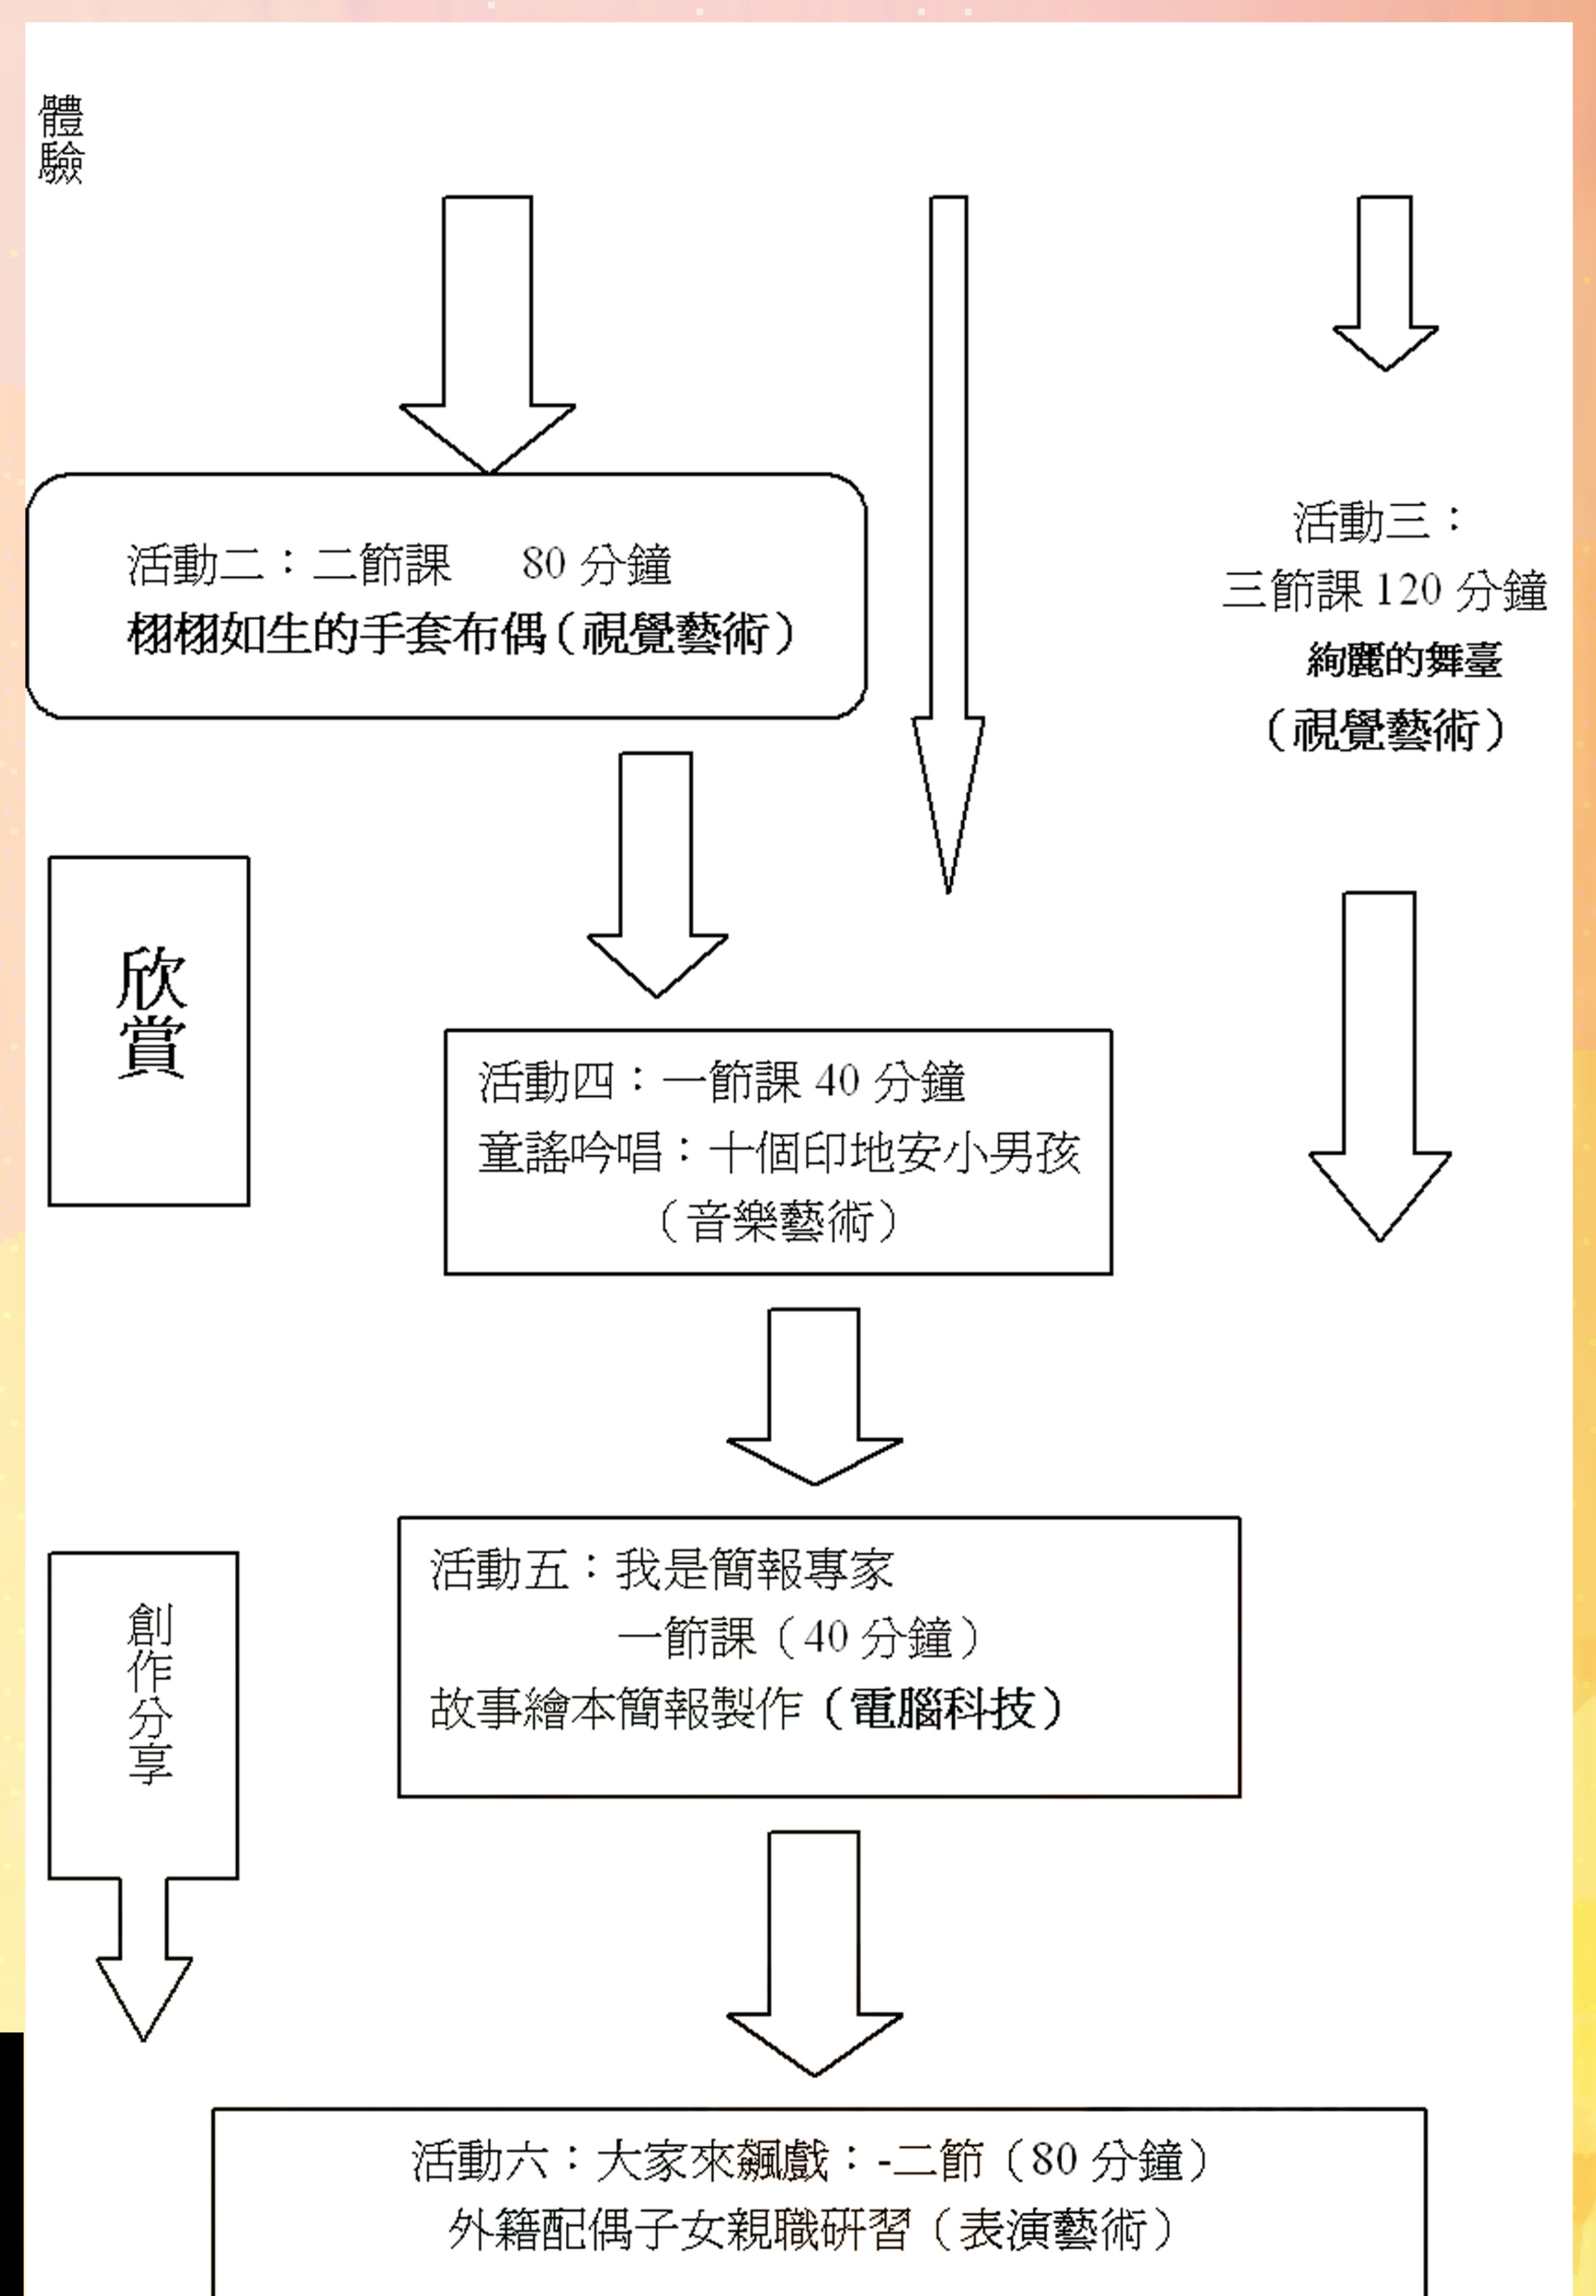 體驗
活動二：二節課 80 分鐘
栩栩如生的手套布偶（視覺藝術）
活動三：
三節課 120 分鐘
絢麗的舞臺
（視覺藝術）
欣賞
活動四：一節課 40 分鐘
童謠吟唱：十個印地安小男孩
（音樂藝術）
活動五：我是簡報專家
一節課（40 分鐘）
故事繪本簡報製作（電腦科技）
創作分享
活動六：大家來飆戲：-二節（80 分鐘）
外籍配偶子女親職研習（表演藝術）